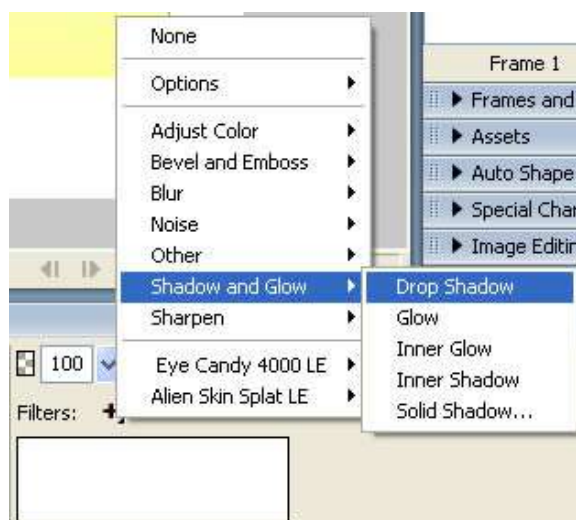 None
Options
Adjust Color
Bevel and Emboss
Blur
Noise
Other
Shadow and Glow
Sharpen
Eye Candy 4000 LE
Alien Skin Splat LE
Drop Shadow
Glow
Inner Glow
Inner Shadow
Solid Shadow...
Frame 1
Frames and
Assets
Auto Shape
Special Char
Image Editin
100
Filters: